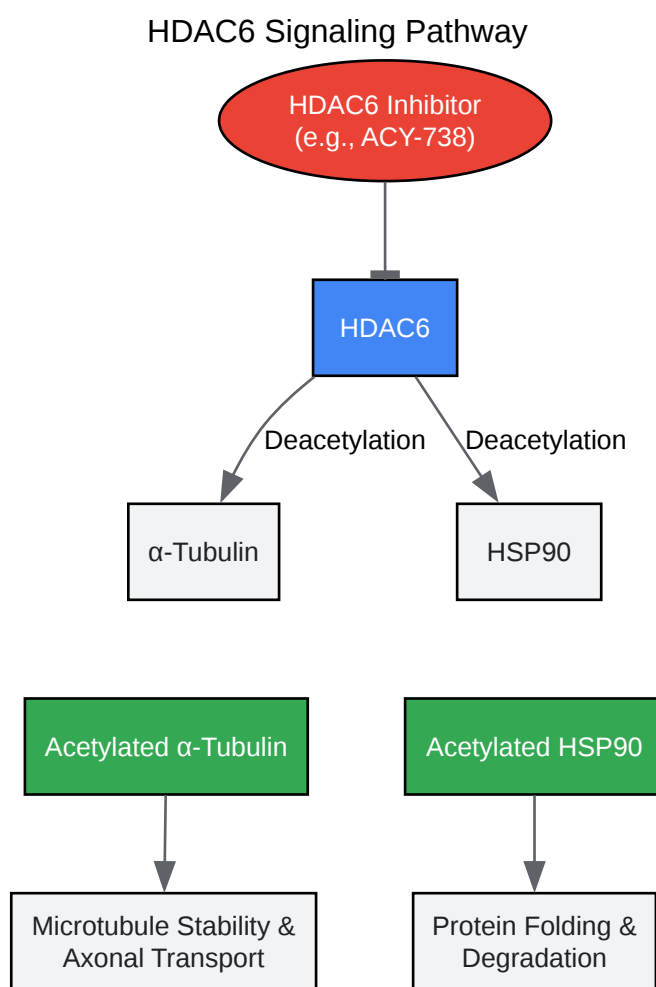 HDAC6 Signaling Pathway
HDAC6 Inhibitor
(e.g., ACY-738)
HDAC6
Deacetylation
Deacetylation
α-Tubulin
HSP90
Acetylated α-Tubulin
Acetylated HSP90
Microtubule Stability &
Axonal Transport
Protein Folding &
Degradation